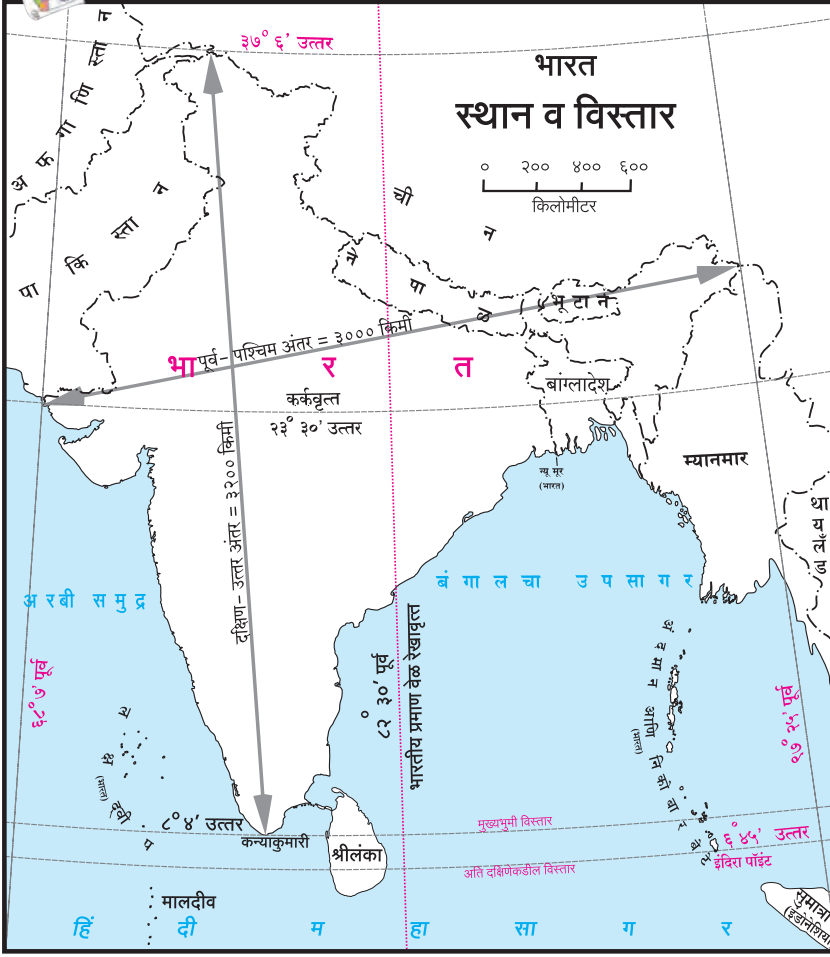 ३७° ६' उत्तर
भारत
स्थान व विस्तार
० २०० ४०० ६००
किलोमीटर
अफगाणिस्तान
पाकिस्तान
चीन
नेपाळ
भूटान
पूर्व- पश्चिम अंतर = ३००० किमी
भारत
बांग्लादेश
कर्कवृत्त
२३° ३०' उत्तर
म्यानमार
न्यू मूर
(भारत)
थायलँड
दक्षिण- उत्तर अंतर = ३२०० किमी
बंगालचा उपसागर
अरबी समुद्र
८२° ३०' पूर्व
भारतीय प्रमाण वेळ रेखावृत्त
अंदमान आणि निकोबार बेटे
(भारत)
६८° ७' पूर्व
९७° २५' पूर्व
लक्षद्वीप
(भारत)
८° ४' उत्तर
कन्याकुमारी
मुख्यभुमी विस्तार
६° ४५' उत्तर
इंदिरा पॉइंट
श्रीलंका
अति दक्षिणेकडील विस्तार
मालदीव
सुमात्रा
(इंडोनेशिया)
हिंदी महासागर